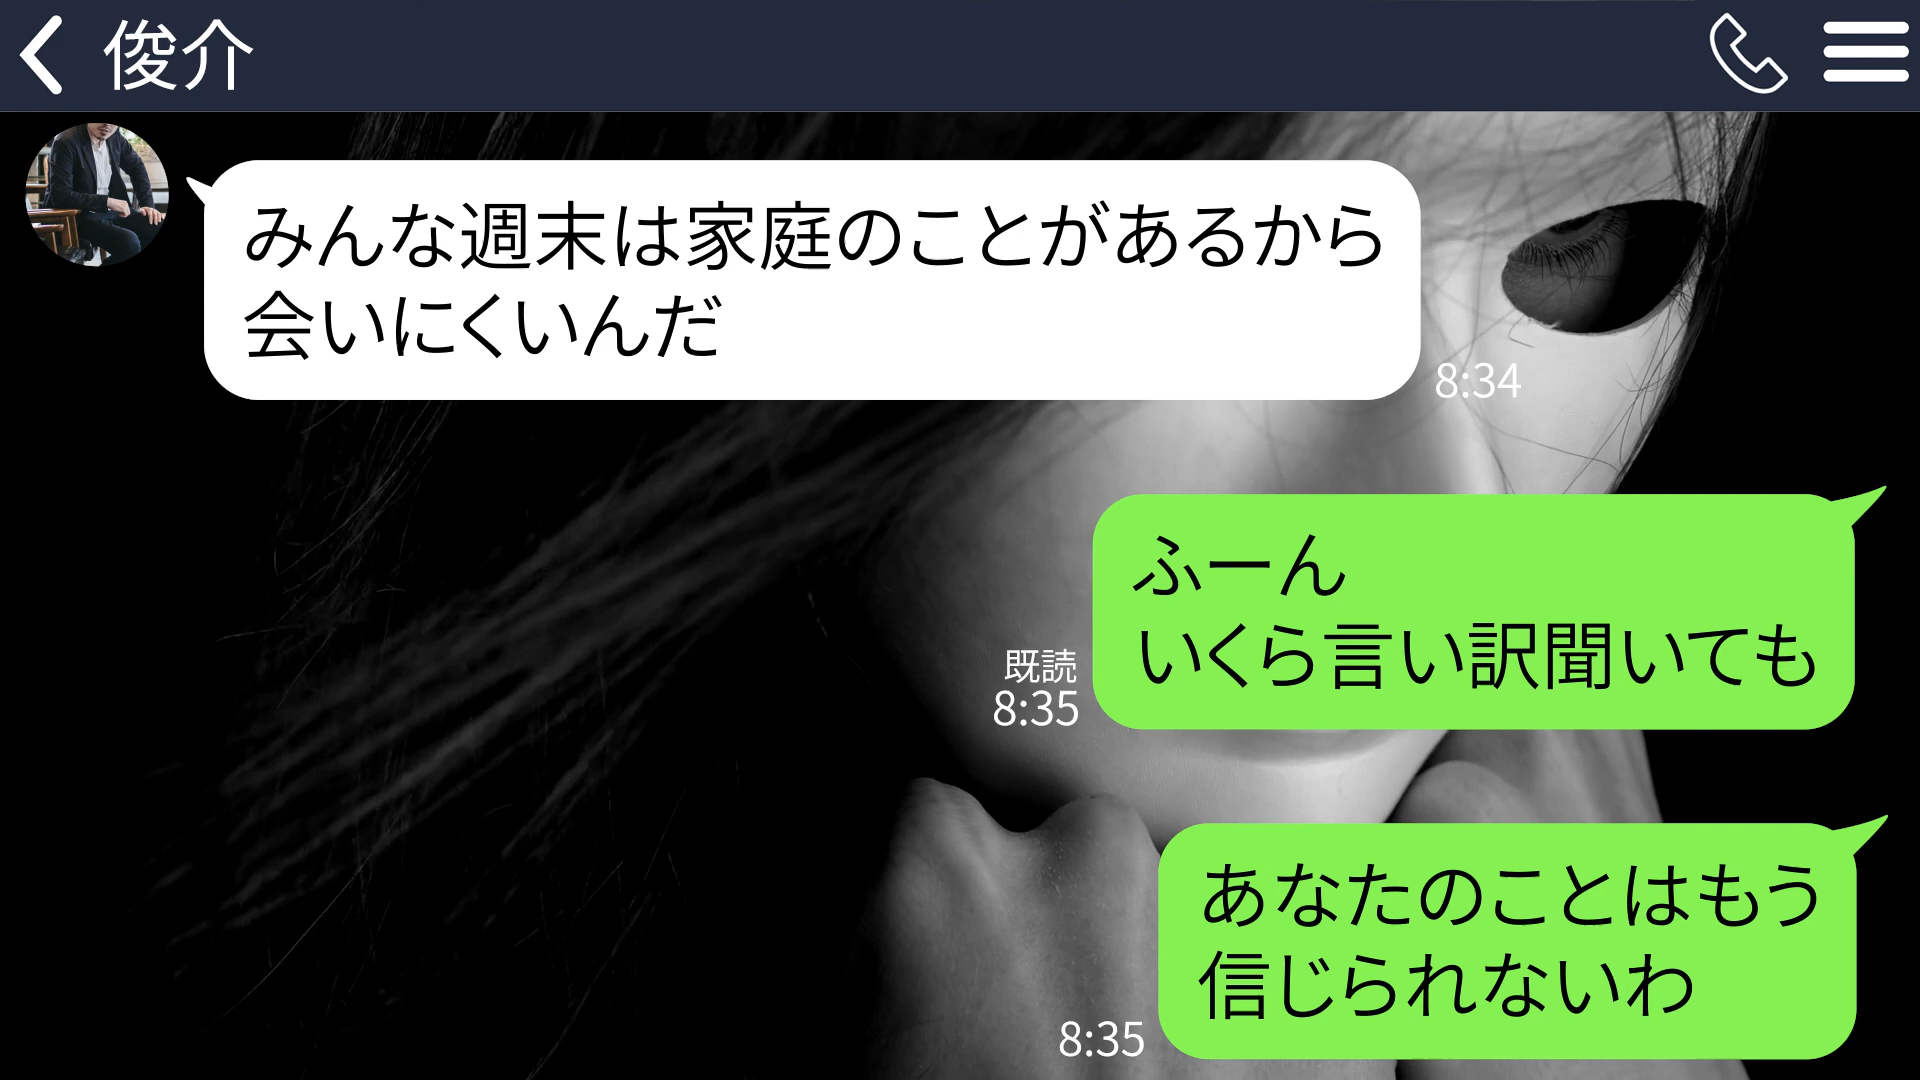 俊介
みんな週末は家庭のことがあるから
会いにくいんだ
8:34
ふーん
いくら言い訳聞いても
既読
8:35
あなたのことはもう
信じられないわ
8:35